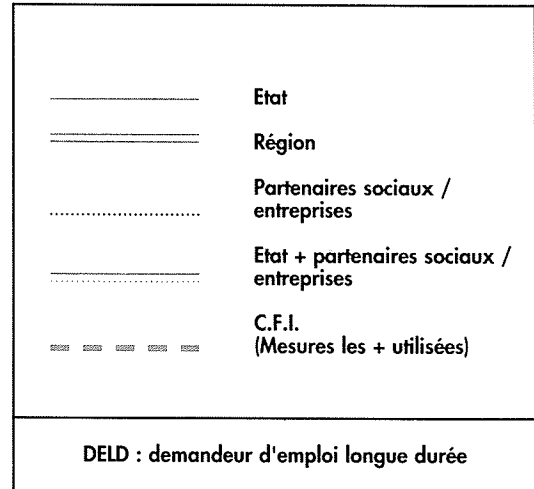 Etat
Région
Partenaires sociaux /
entreprises
Etat + partenaires sociaux /
entreprises
C.F.I.
(Mesures les + utilisées)
DELD : demandeur d'emploi longue durée